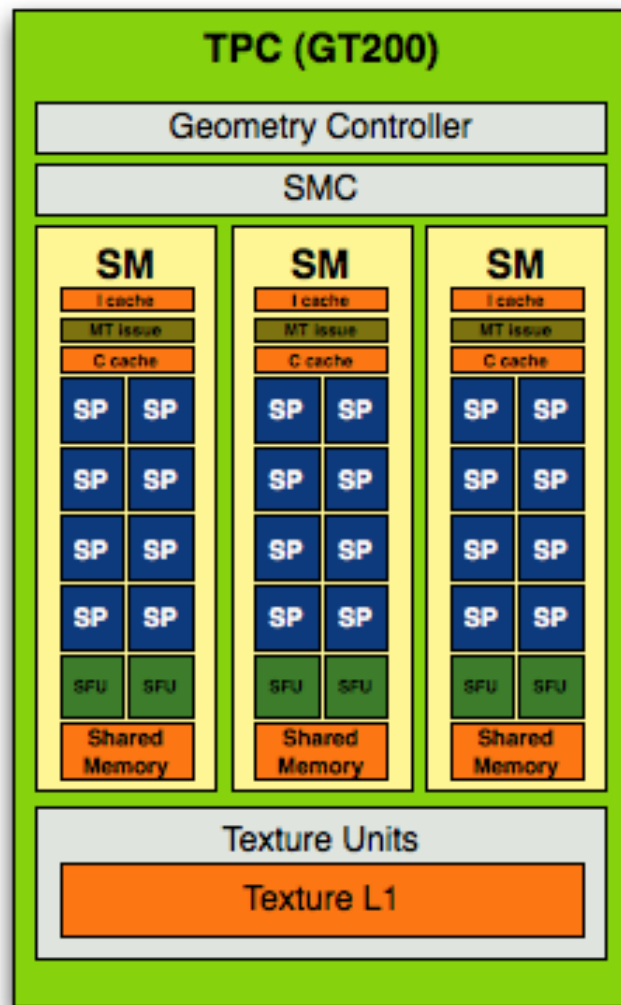 TPC (GT200)
Geometry Controller
SMC
SM SM SM
I cache I cache I cache
MT issue MT issue MT issue
C cache C cache C cache
SP SP SP SP SP SP
SP SP SP SP SP SP
SP SP SP SP SP SP
SP SP SP SP SP SP
SFU SFU SFU SFU SFU SFU
Shared Shared Shared
Memory Memory Memory
Texture Units
Texture L1